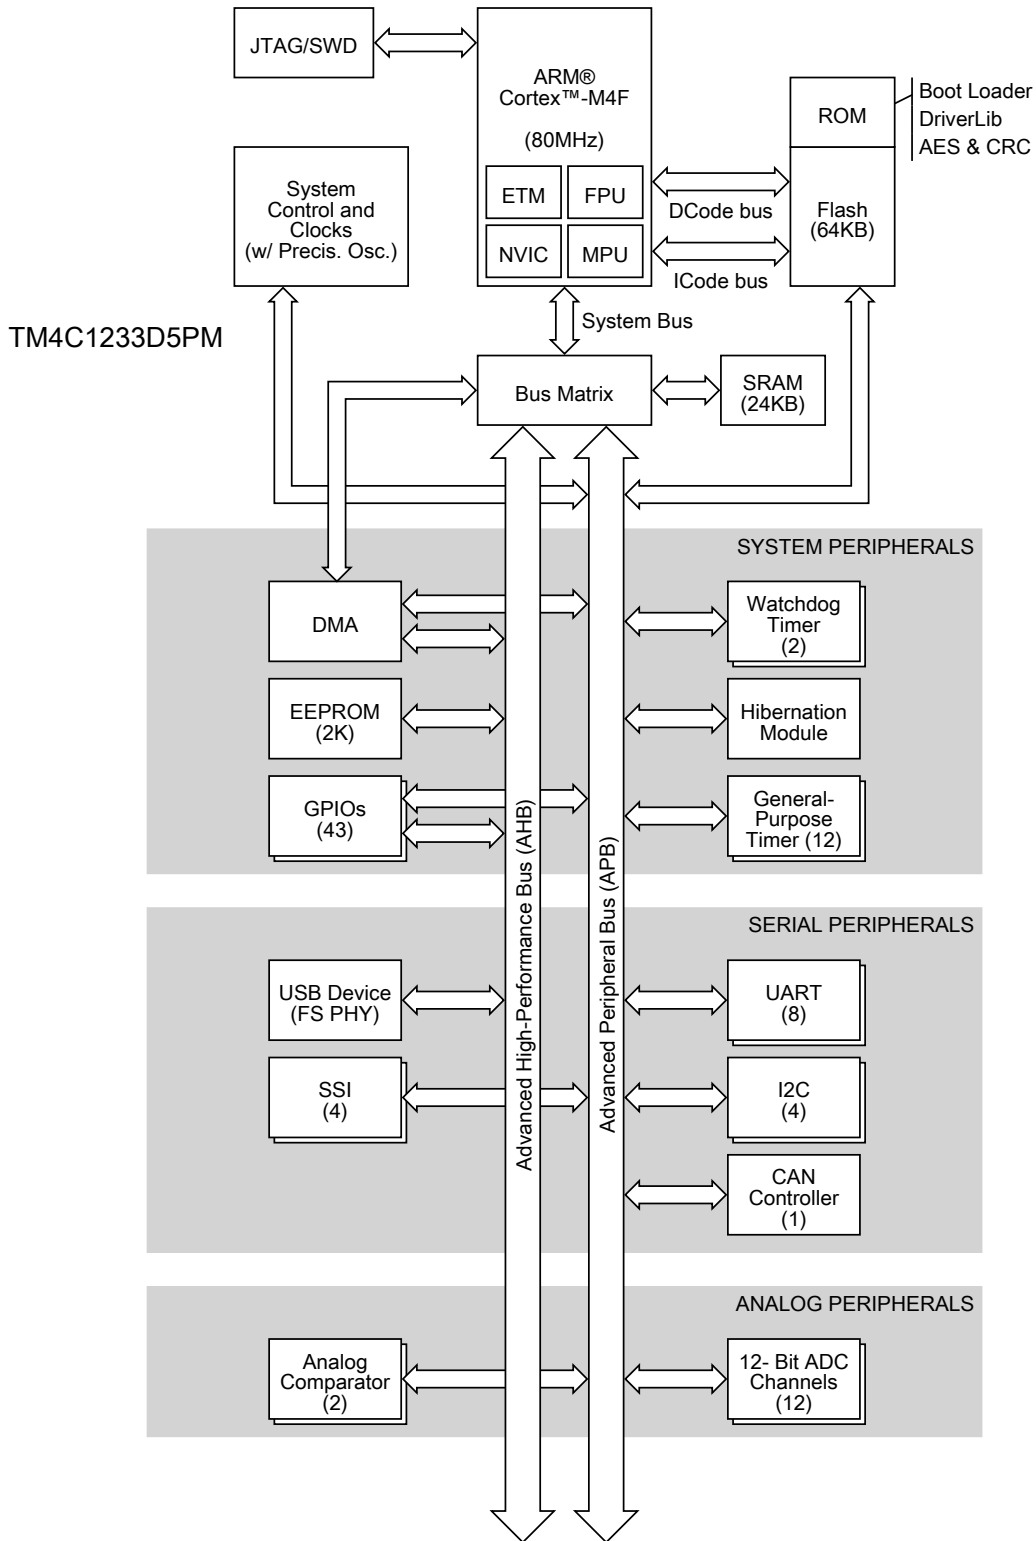 JTAG/SWD
ARM®
Cortex™-M4F
(80MHz)
ETM
FPU
NVIC
MPU
ROM
Boot Loader
DriverLib
AES & CRC
Flash
(64KB)
DCode bus
ICode bus
System
Control and
Clocks
(w/ Precis. Osc.)
System Bus
TM4C1233D5PM
Bus Matrix
SRAM
(24KB)
SYSTEM PERIPHERALS
DMA
Watchdog
Timer
(2)
EEPROM
(2K)
Hibernation
Module
GPIOs
(43)
General-
Purpose
Timer (12)
Advanced High-Performance Bus (AHB)
Advanced Peripheral Bus (APB)
SERIAL PERIPHERALS
USB Device
(FS PHY)
UART
(8)
SSI
(4)
I2C
(4)
CAN
Controller
(1)
ANALOG PERIPHERALS
Analog
Comparator
(2)
12- Bit ADC
Channels
(12)